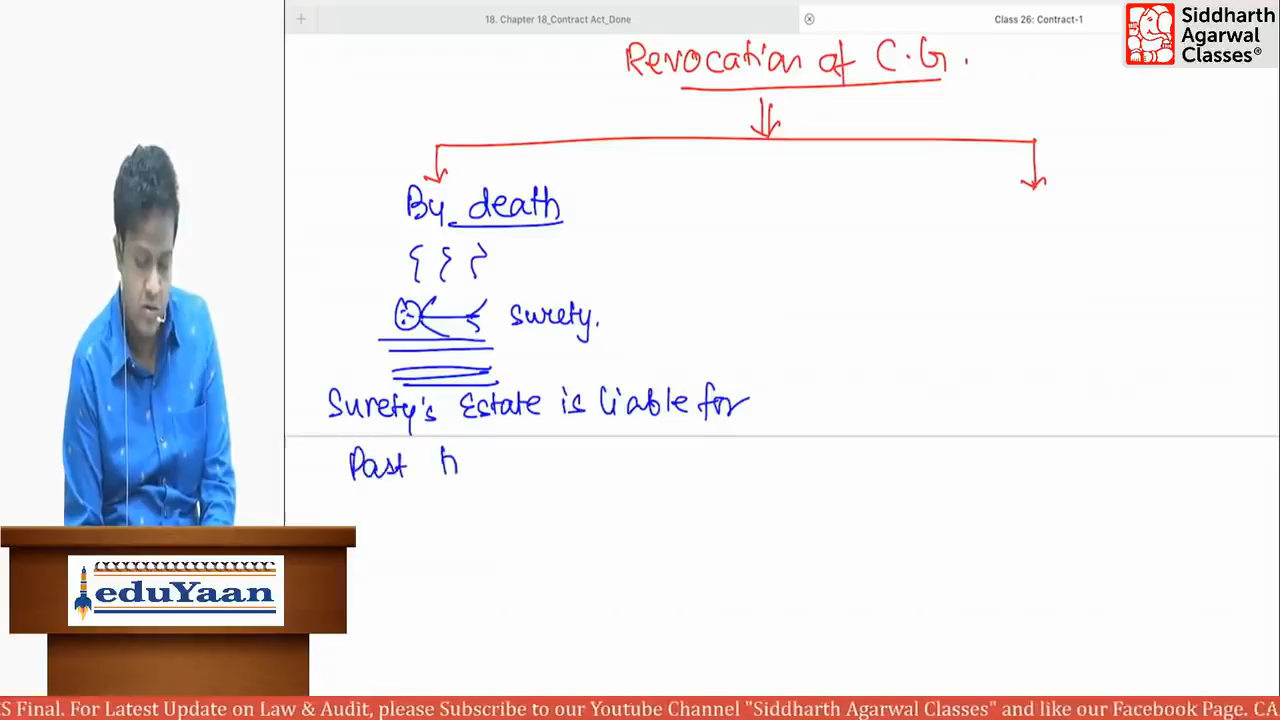 18. Chapter 18_Contract Act_Done
Class 26: Contract-1
Siddharth
Agarwal
Classes®
Revocation of C.G.
By death
Surety.
Surety's Estate is liable for
Past
eduYaan
CS Final. For Latest Update on Law & Audit, please Subscribe to our Youtube Channel "Siddharth Agarwal Classes" and like our Facebook Page. CA